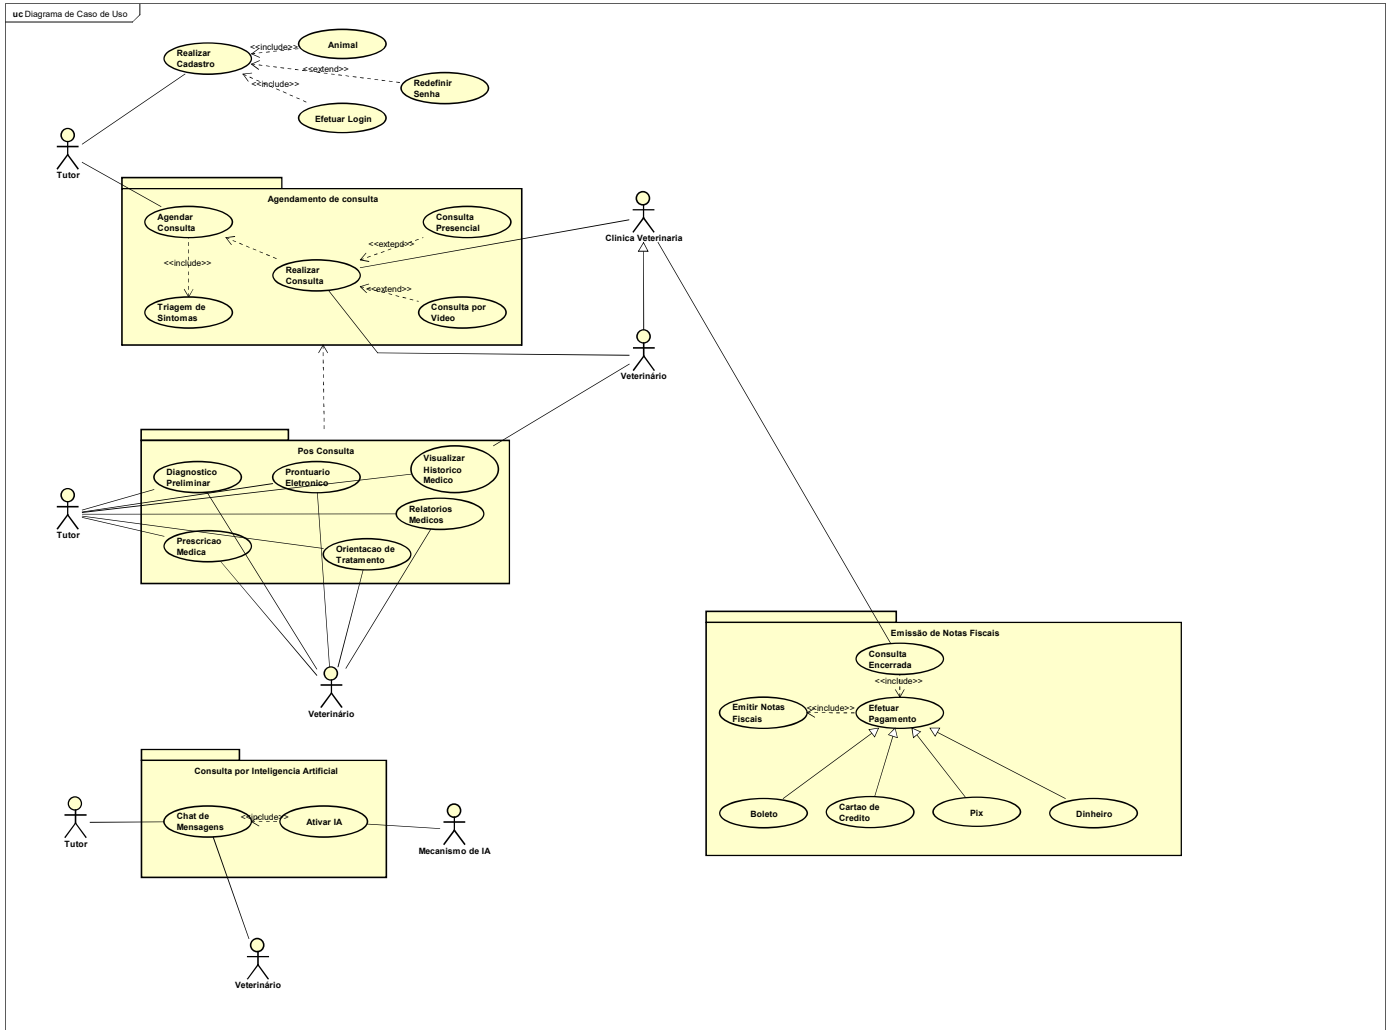 uc Diagrama de Caso de Uso
Realizar
Cadastro
<<include>>
Animal
<<extend>>
Redefinir
Senha
<<include>>
Efetuar Login
Tutor
Agendamento de consulta
Agendar
Consulta
Consulta
Presencial
<<extend>>
<<include>>
Realizar
Consulta
<<extend>>
Triagem de
Sintomas
Consulta por
Video
Clinica Veterinaria
Veterinário
Pos Consulta
Diagnostico
Preliminar
Prontuario
Eletronico
Visualizar
Historico
Medico
Tutor
Relatorios
Medicos
Prescricao
Medica
Orientacao de
Tratamento
Veterinário
Emissão de Notas Fiscais
Consulta
Encerrada
<<include>>
Emitir Notas
Fiscais
<<include>>
Efetuar
Pagamento
Boleto
Cartao de
Credito
Pix
Dinheiro
Consulta por Inteligencia Artificial
Tutor
Chat de
Mensagens
<<include>>
Ativar IA
Mecanismo de IA
Veterinário